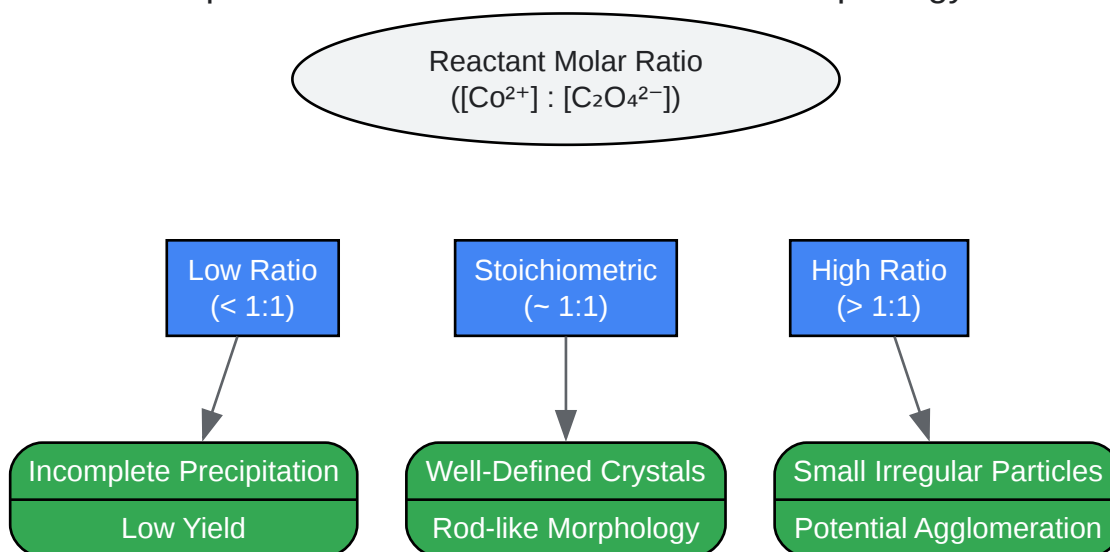 Reactant Molar Ratio
([Co²⁺] : [C₂O₄²⁻])
Low Ratio
(< 1:1)
Stoichiometric
(~ 1:1)
High Ratio
(> 1:1)
Incomplete Precipitation
Low Yield
Well-Defined Crystals
Rod-like Morphology
Small Irregular Particles
Potential Agglomeration